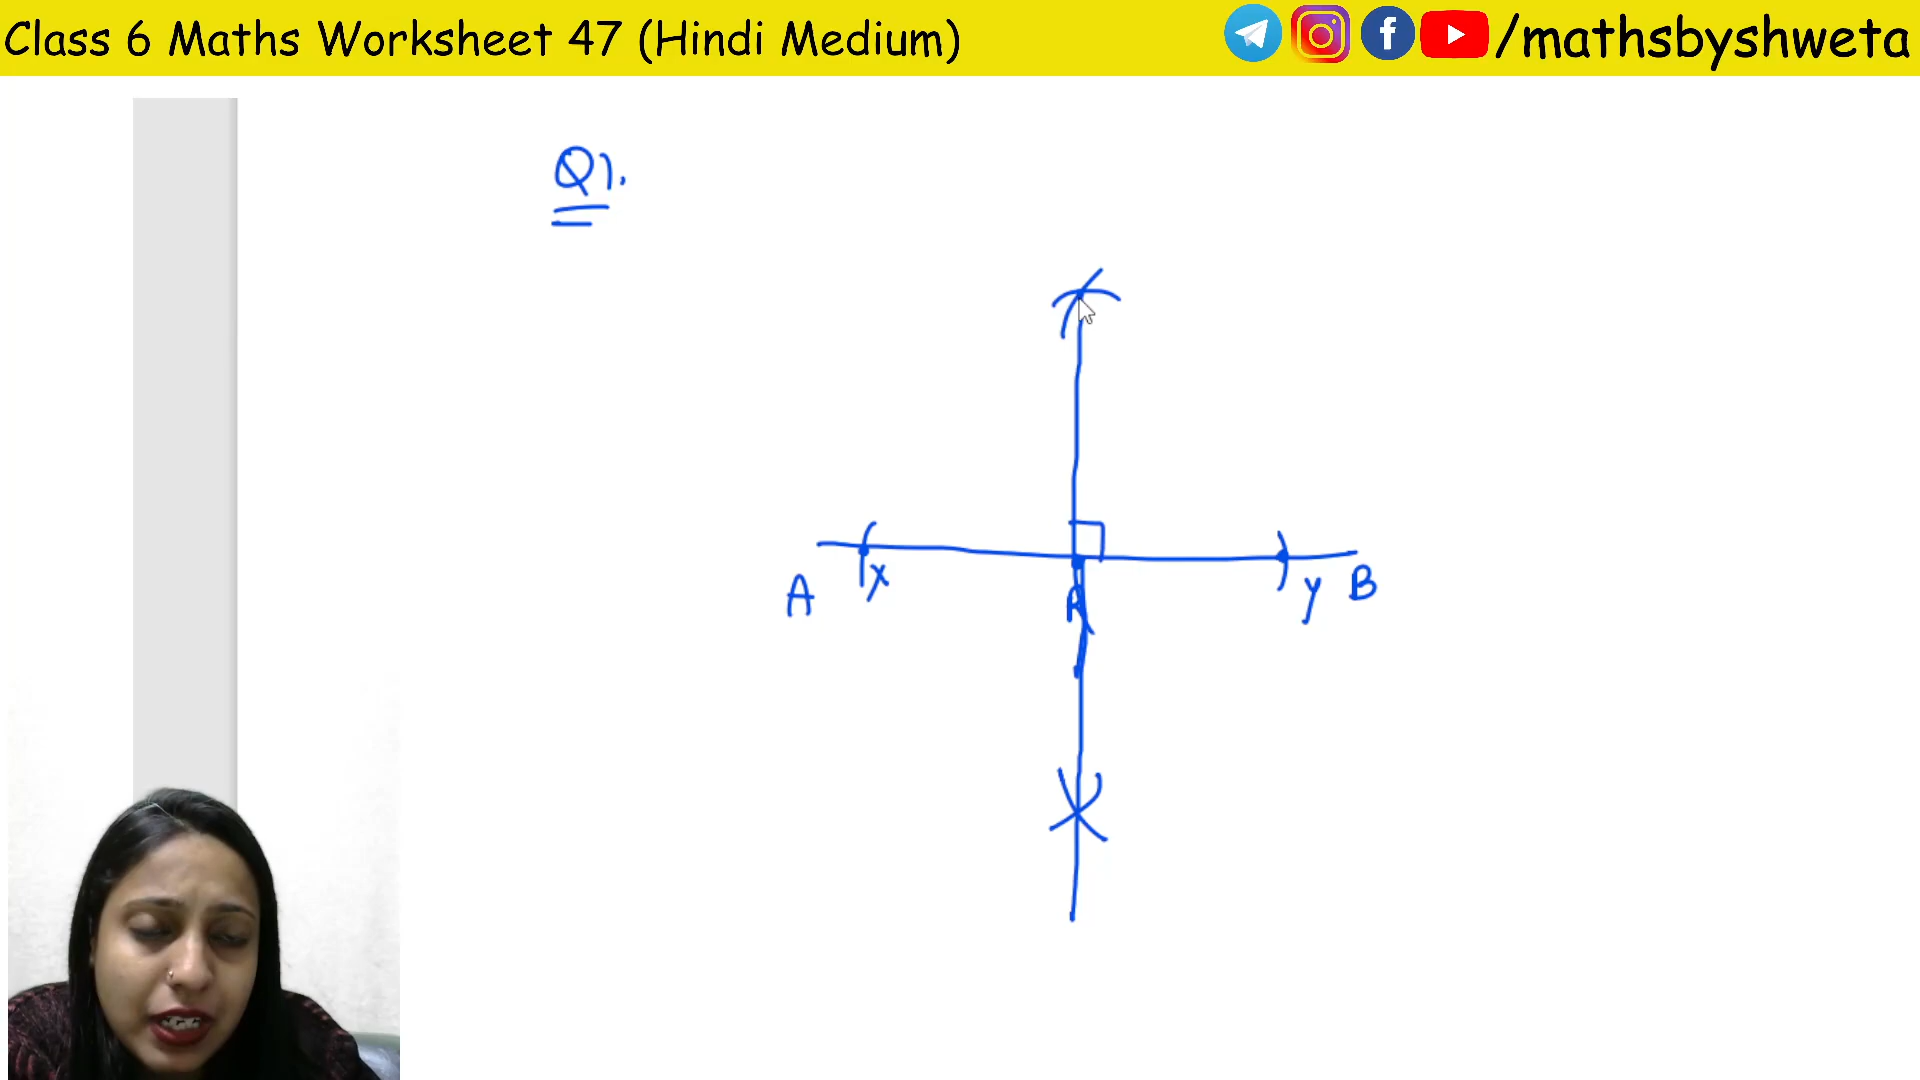 Class 6 Maths Worksheet 47 (Hindi Medium)
/mathsbyshweta
Q1.
A x R y B